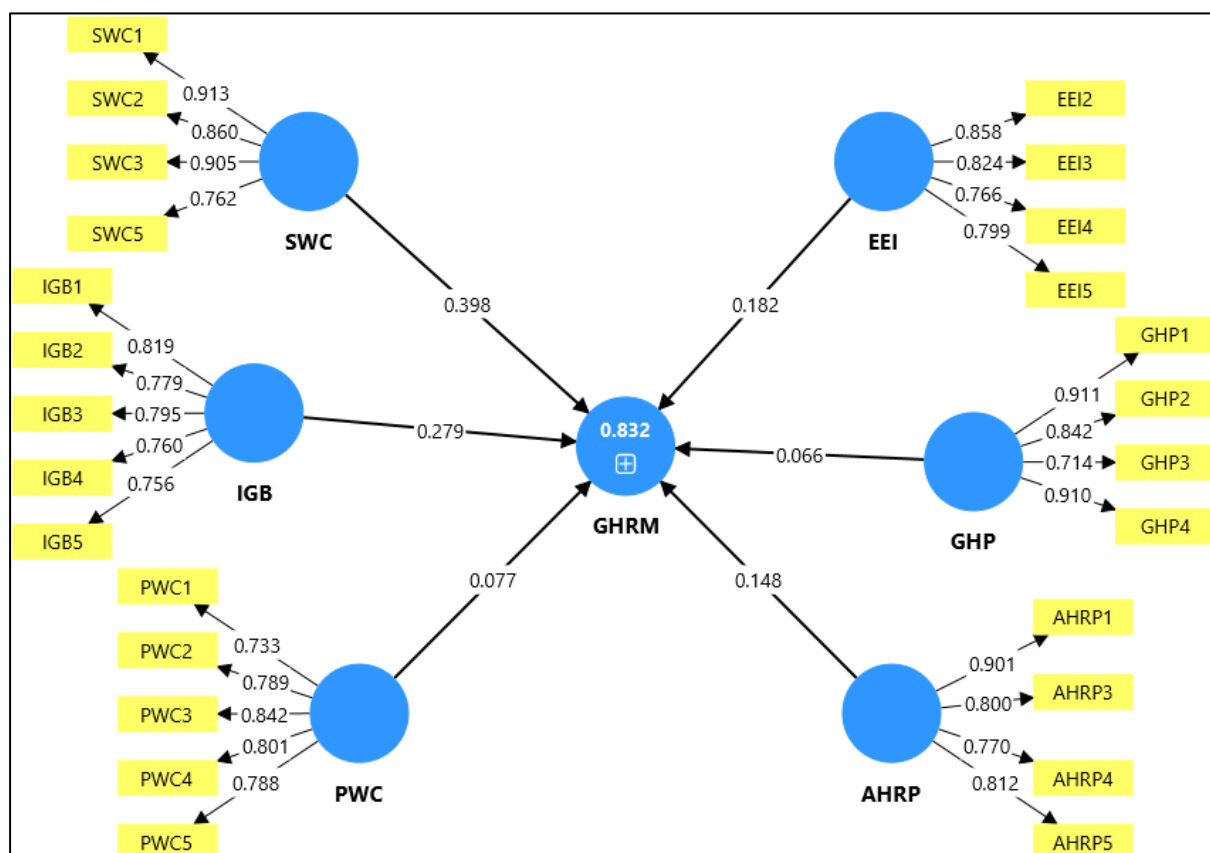 SWC1
SWC2
SWC3
SWC5
0.913
0.860
0.905
0.762
SWC
EEI2
EEI3
EEI4
EEI5
0.858
0.824
0.766
0.799
EEI
0.398
0.182
IGB1
IGB2
IGB3
IGB4
IGB5
0.819
0.779
0.795
0.760
0.756
IGB
0.279
0.832
GHRM
0.066
GHP1
GHP2
GHP3
GHP4
0.911
0.842
0.714
0.910
GHP
PWC1
PWC2
PWC3
PWC4
PWC5
0.733
0.789
0.842
0.801
0.788
PWC
0.077
0.148
AHRP1
AHRP3
AHRP4
AHRP5
0.901
0.800
0.770
0.812
AHRP